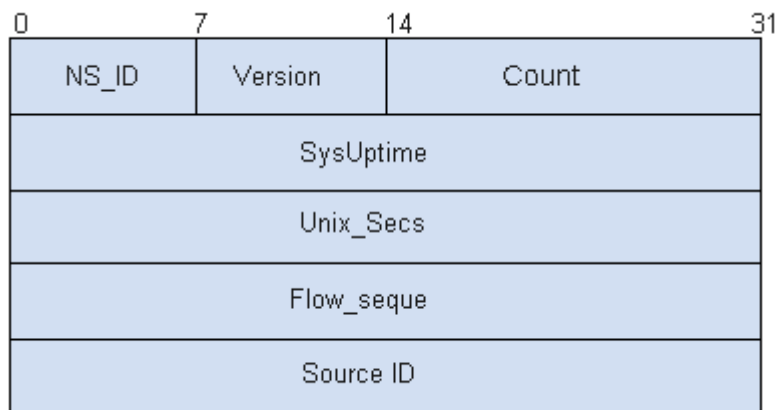 0 7 14 31
NS_ID Version Count
SysUptime
Unix_Secs
Flow_seque
Source ID